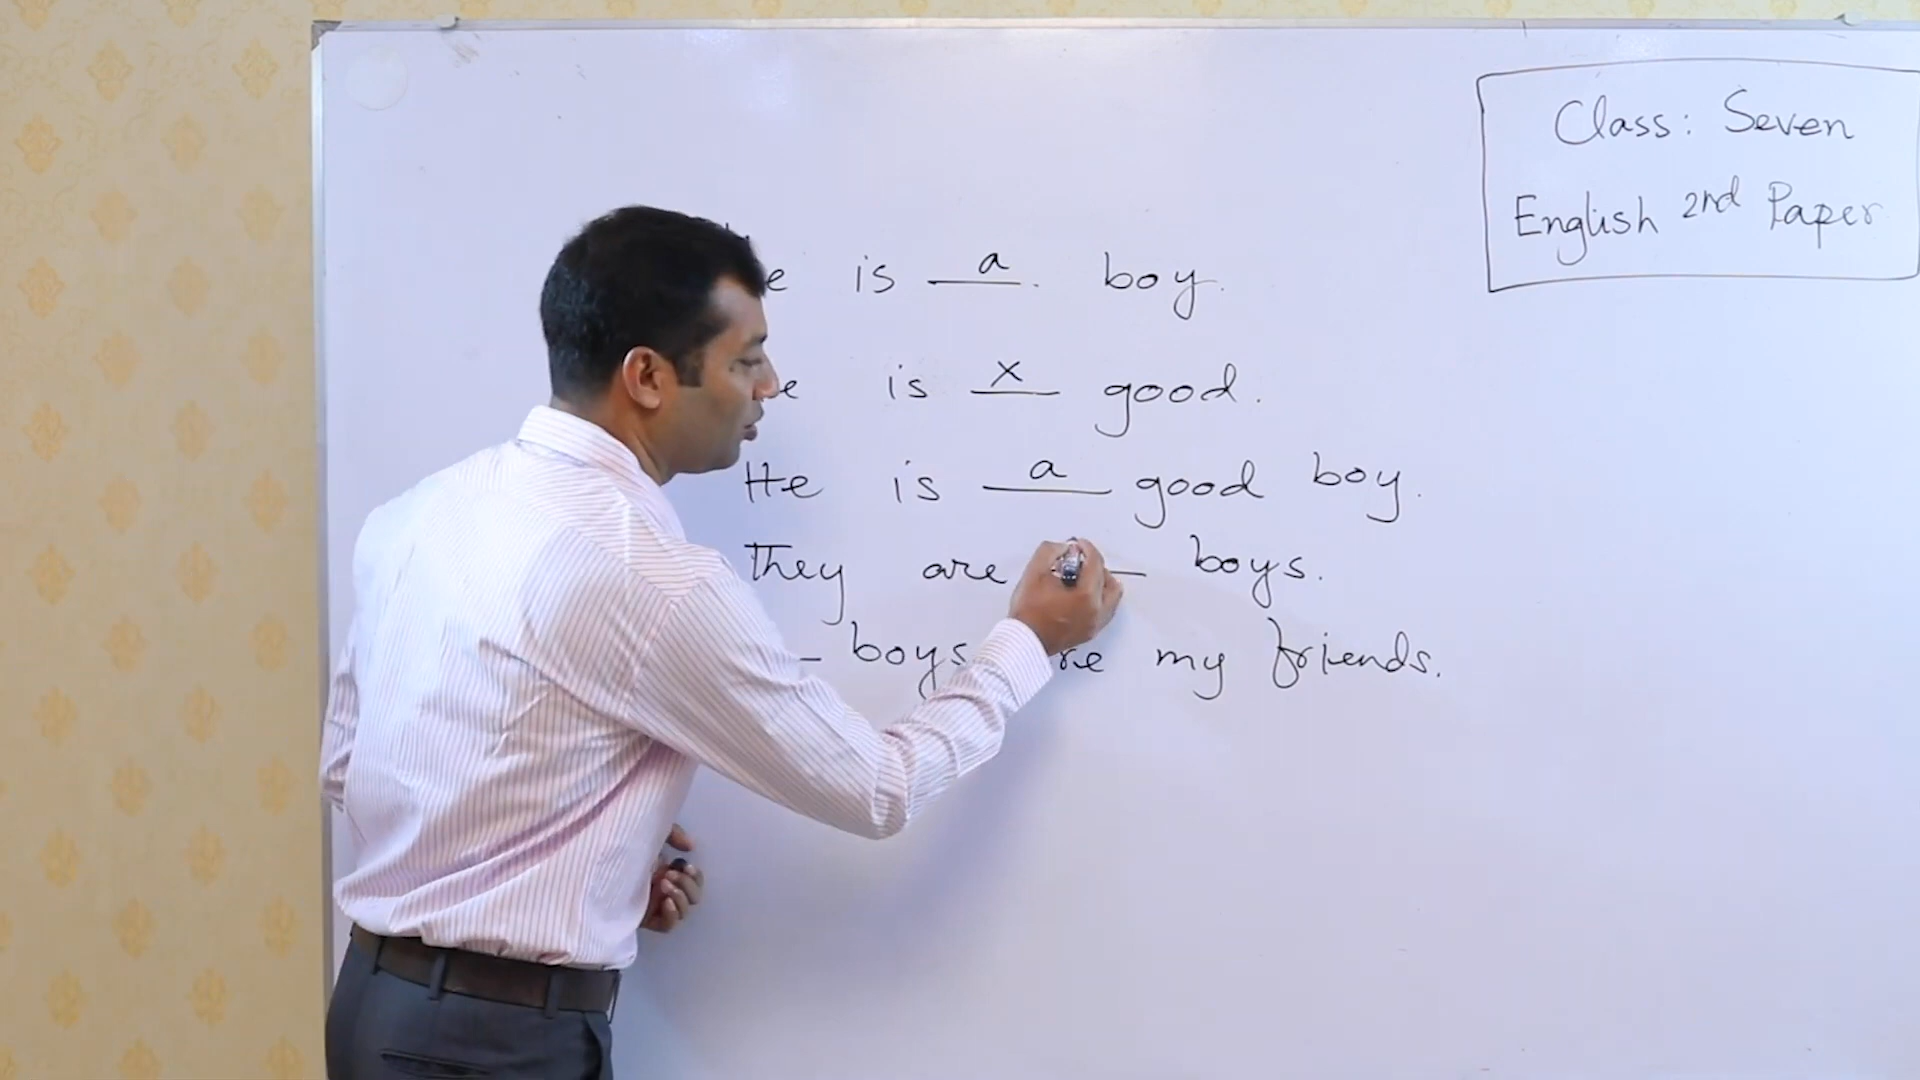 Class: Seven
English 2nd Paper
is a boy.
is x good.
He is a good boy.
They are boys.
boys my friends.